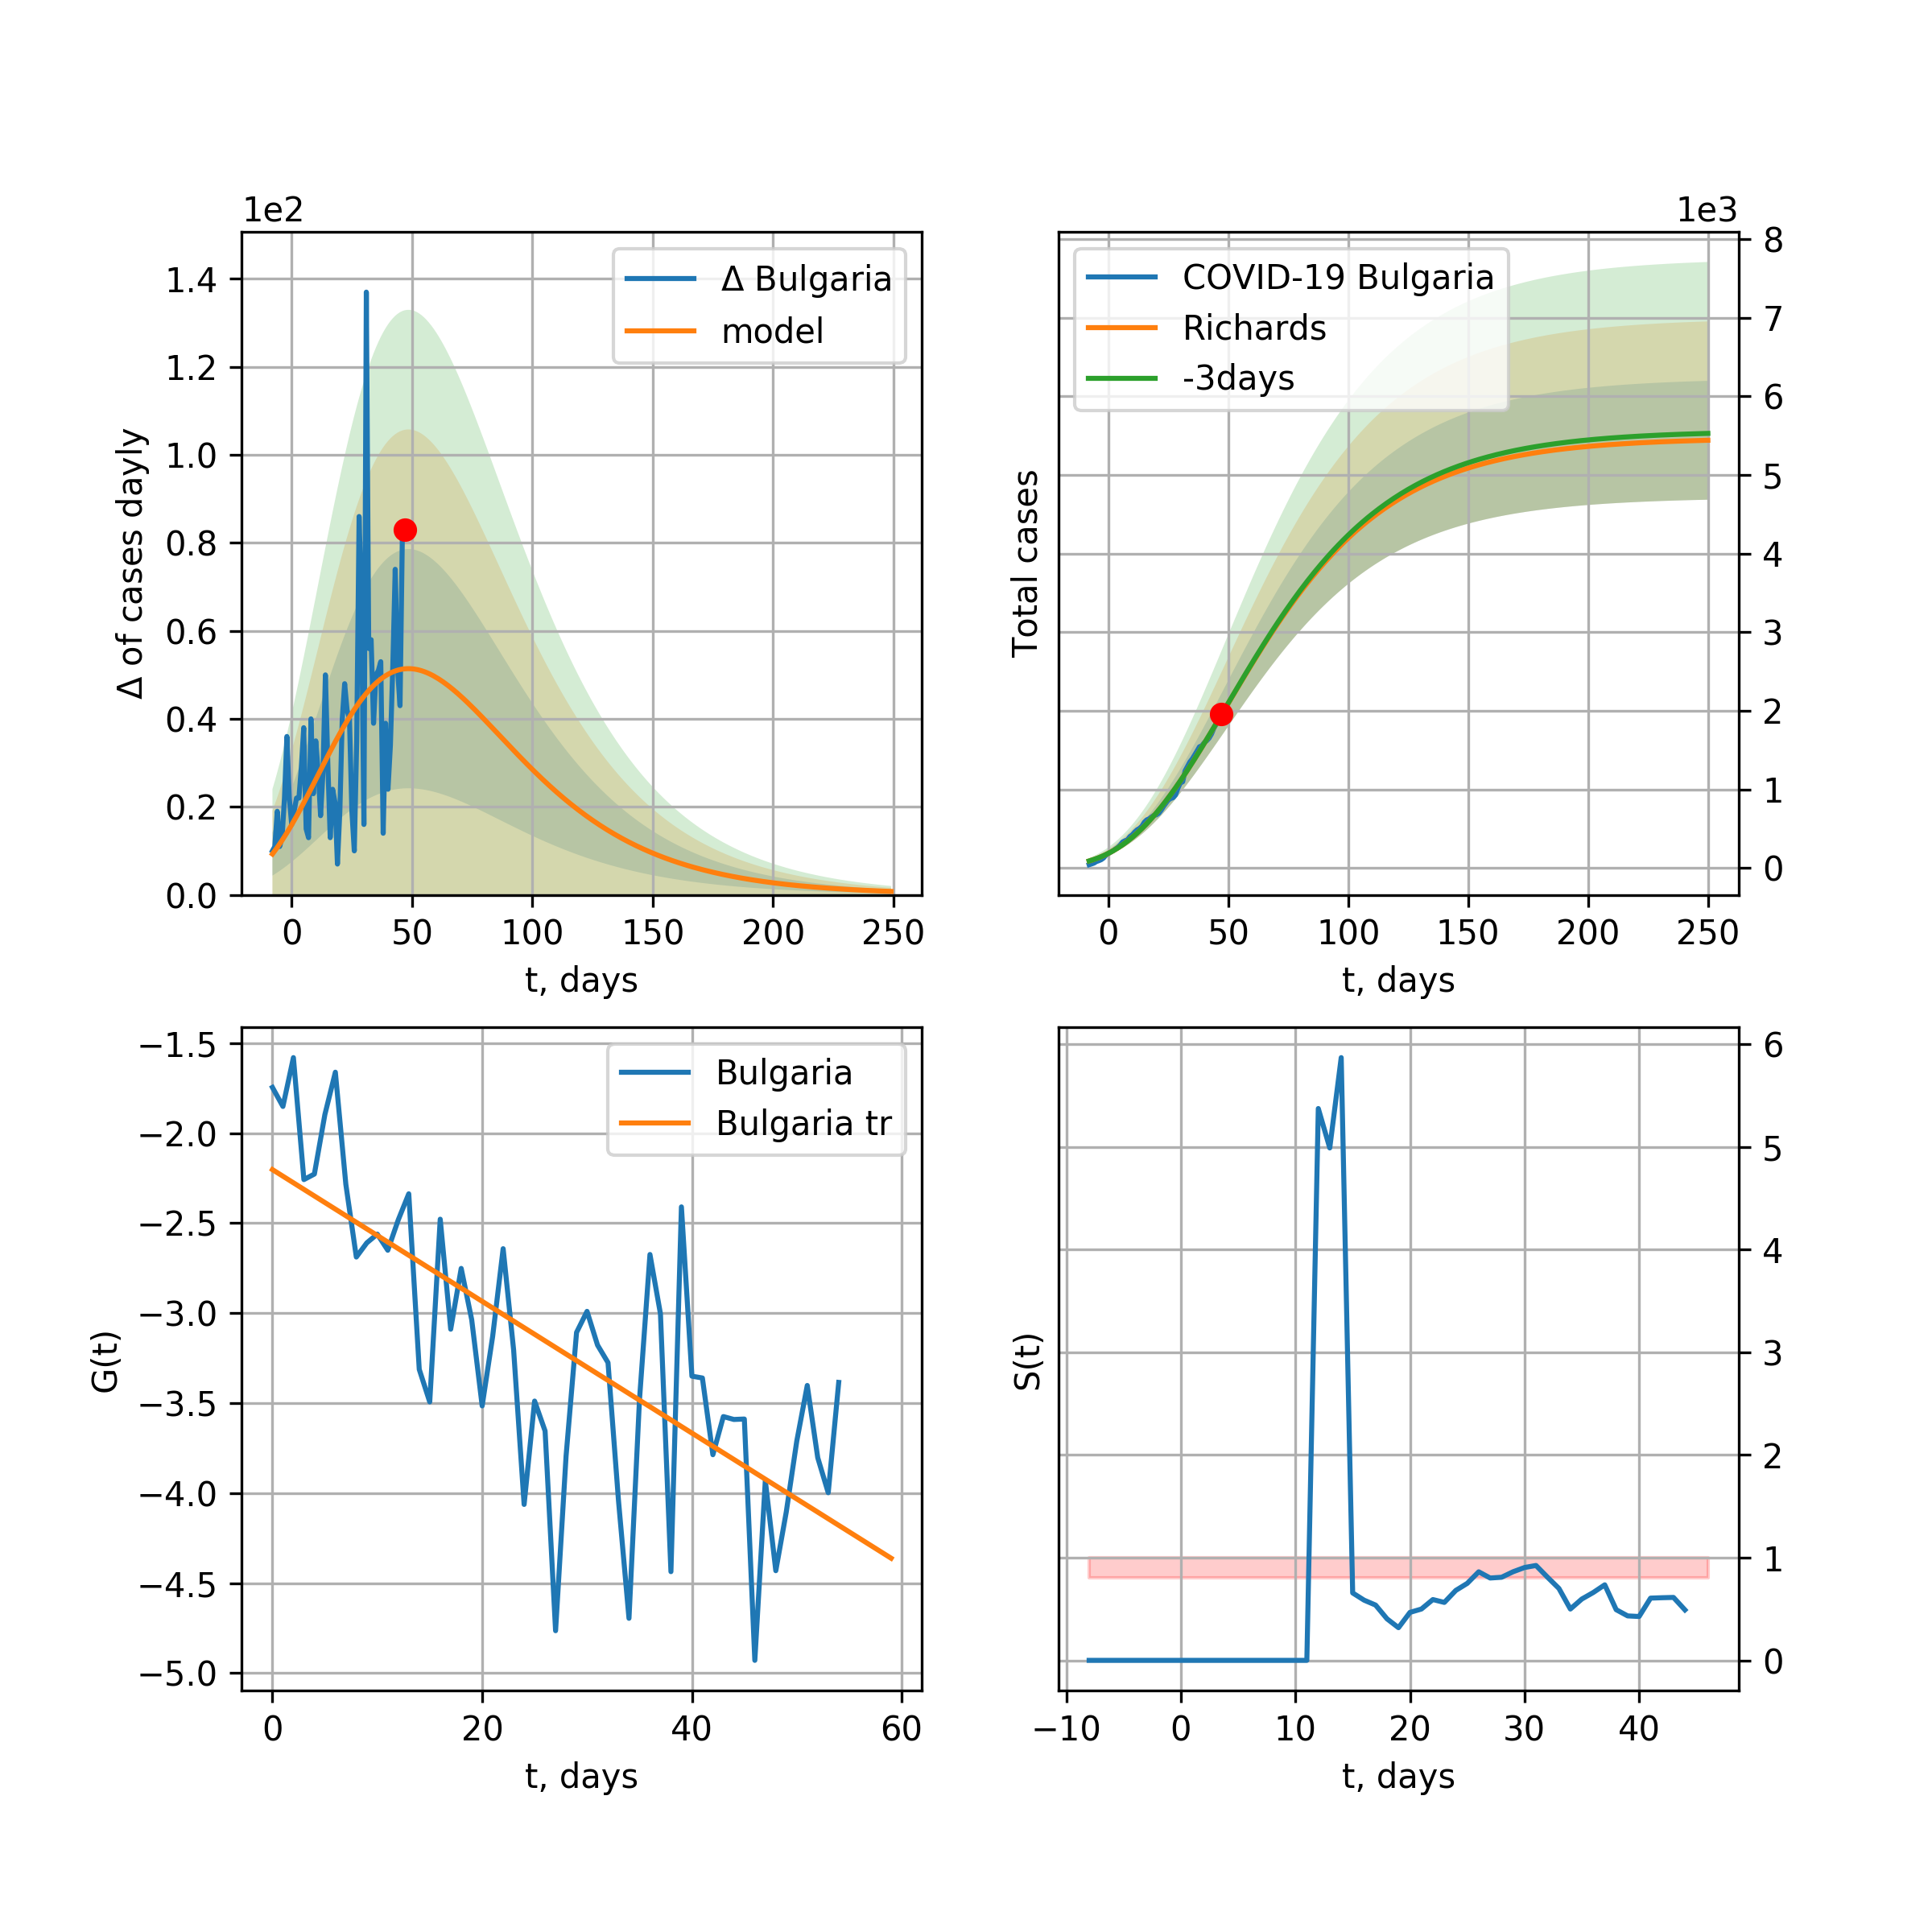 1e2
Δ of cases dayly
1.4
1.2
1.0
0.8
0.6
0.4
0.2
0.0
Δ Bulgaria
model
0 50 100 150 200 250
t, days
1e3
Total cases
COVID-19 Bulgaria
Richards
-3days
8
7
6
5
4
3
2
1
0
0 50 100 150 200 250
t, days
G(t)
−1.5
−2.0
−2.5
−3.0
−3.5
−4.0
−4.5
−5.0
Bulgaria
Bulgaria tr
0 20 40 60
t, days
S(t)
6
5
4
3
2
1
0
−10 0 10 20 30 40
t, days